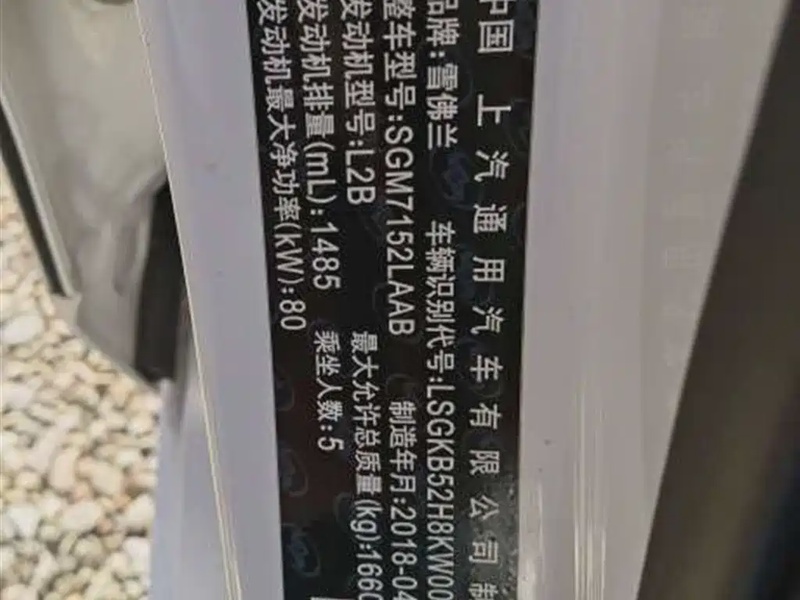 中国 上汽通用汽车有限公司制
品牌:雪佛兰 车辆识别代号:LSGKB52H8KW00
整车型号:SGM7152LAAB 制造年月:2018-04
发动机型号:L2B 最大允许总质量(kg):1660
发动机排量(mL):1485 乘坐人数:5
发动机最大净功率(kW):80